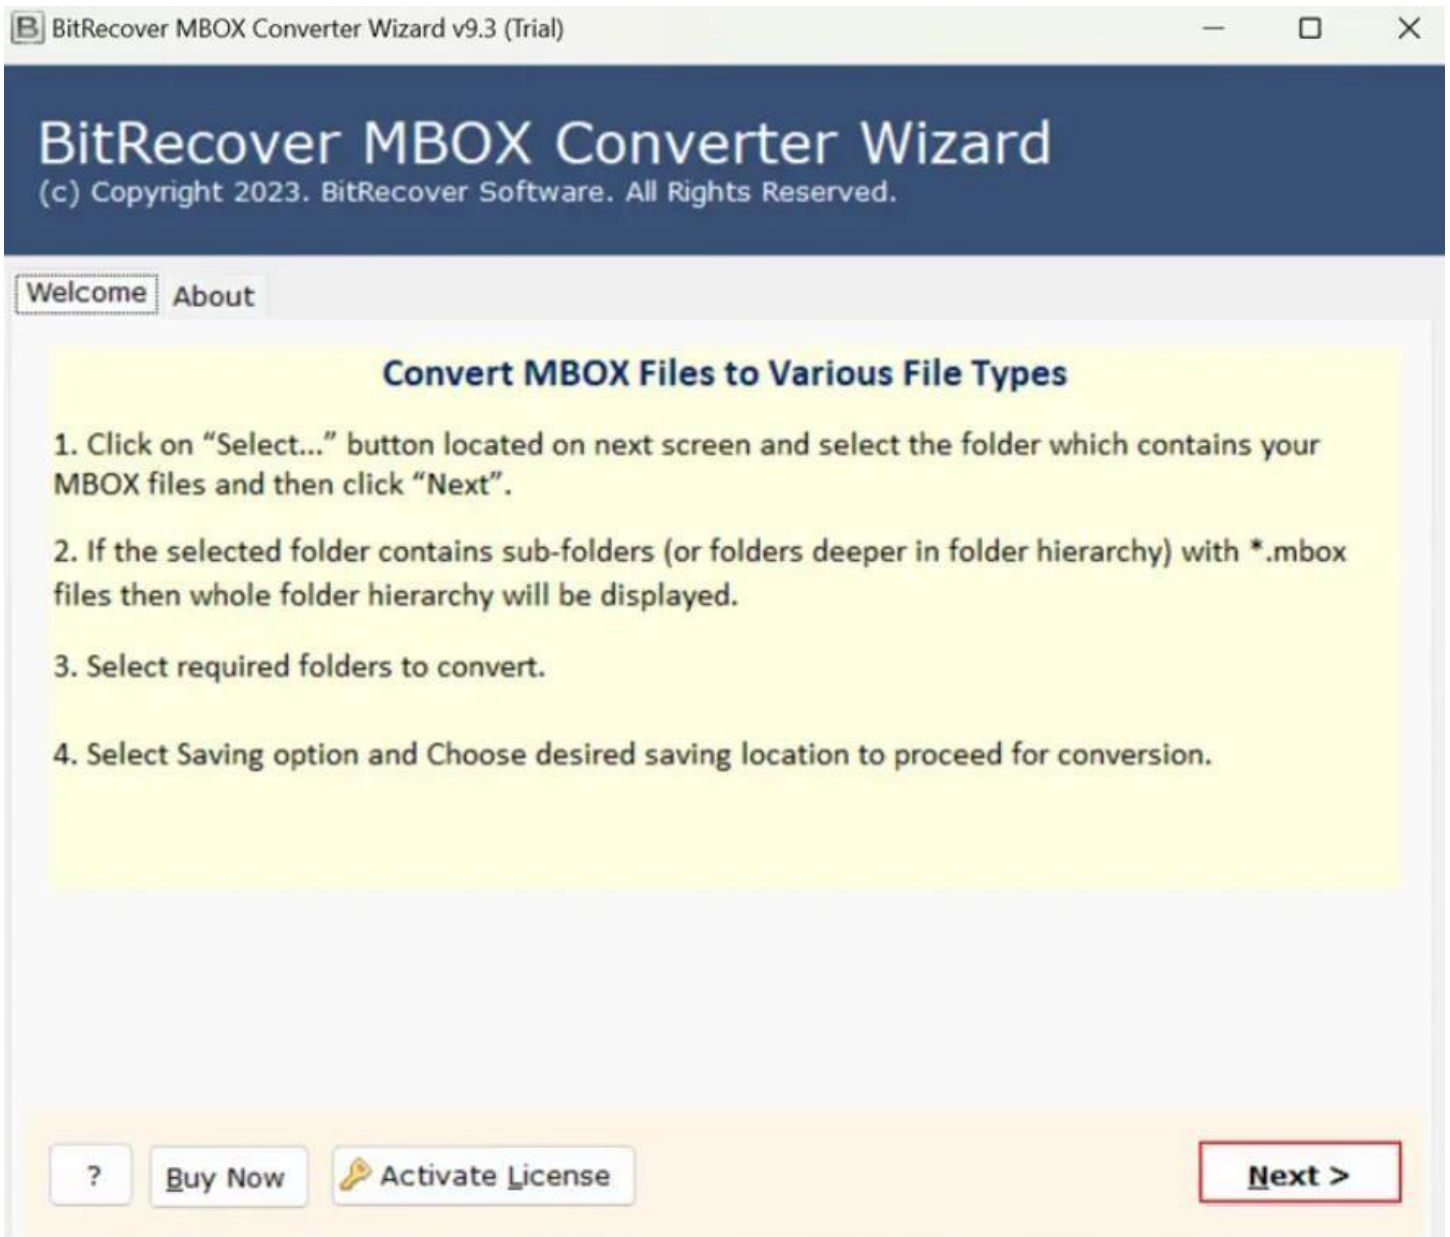 BitRecover MBOX Converter Wizard v9.3 (Trial)
BitRecover MBOX Converter Wizard
(c) Copyright 2023. BitRecover Software. All Rights Reserved.
Welcome About
Convert MBOX Files to Various File Types
1. Click on “Select...” button located on next screen and select the folder which contains your
MBOX files and then click “Next”.
2. If the selected folder contains sub-folders (or folders deeper in folder hierarchy) with *.mbox
files then whole folder hierarchy will be displayed.
3. Select required folders to convert.
4. Select Saving option and Choose desired saving location to proceed for conversion.
? Buy Now Activate License Next >